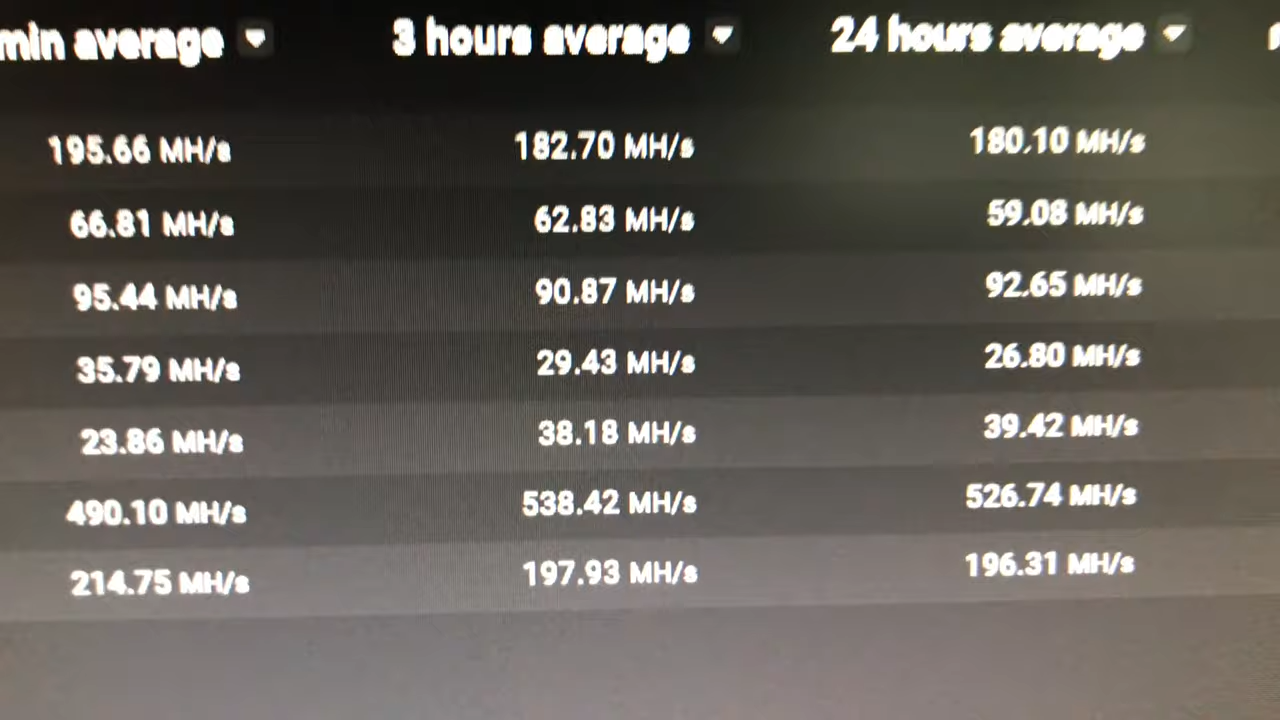 min average 3 hours average 24 hours average
195.66 MH/s 182.70 MH/s 180.10 MH/s
66.81 MH/s 62.83 MH/s 59.08 MH/s
95.44 MH/s 90.87 MH/s 92.65 MH/s
35.79 MH/s 29.43 MH/s 26.80 MH/s
23.86 MH/s 38.18 MH/s 39.42 MH/s
490.10 MH/s 538.42 MH/s 526.74 MH/s
214.75 MH/s 197.93 MH/s 196.31 MH/s